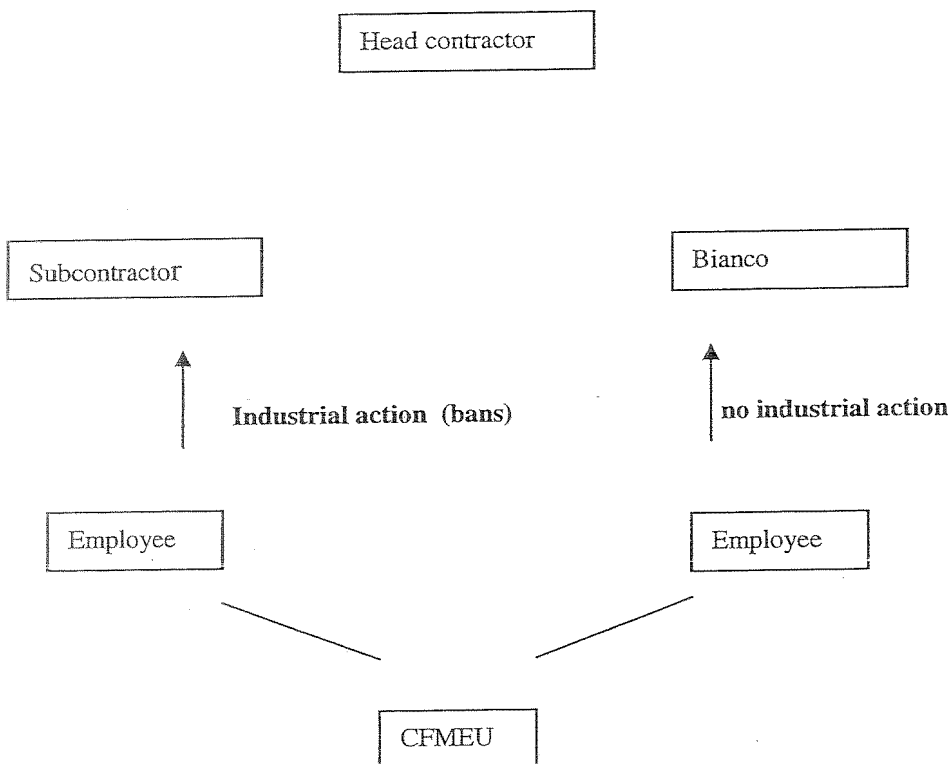 Head contractor
Subcontractor
Bianco
Industrial action (bans)
no industrial action
Employee
Employee
CFMEU